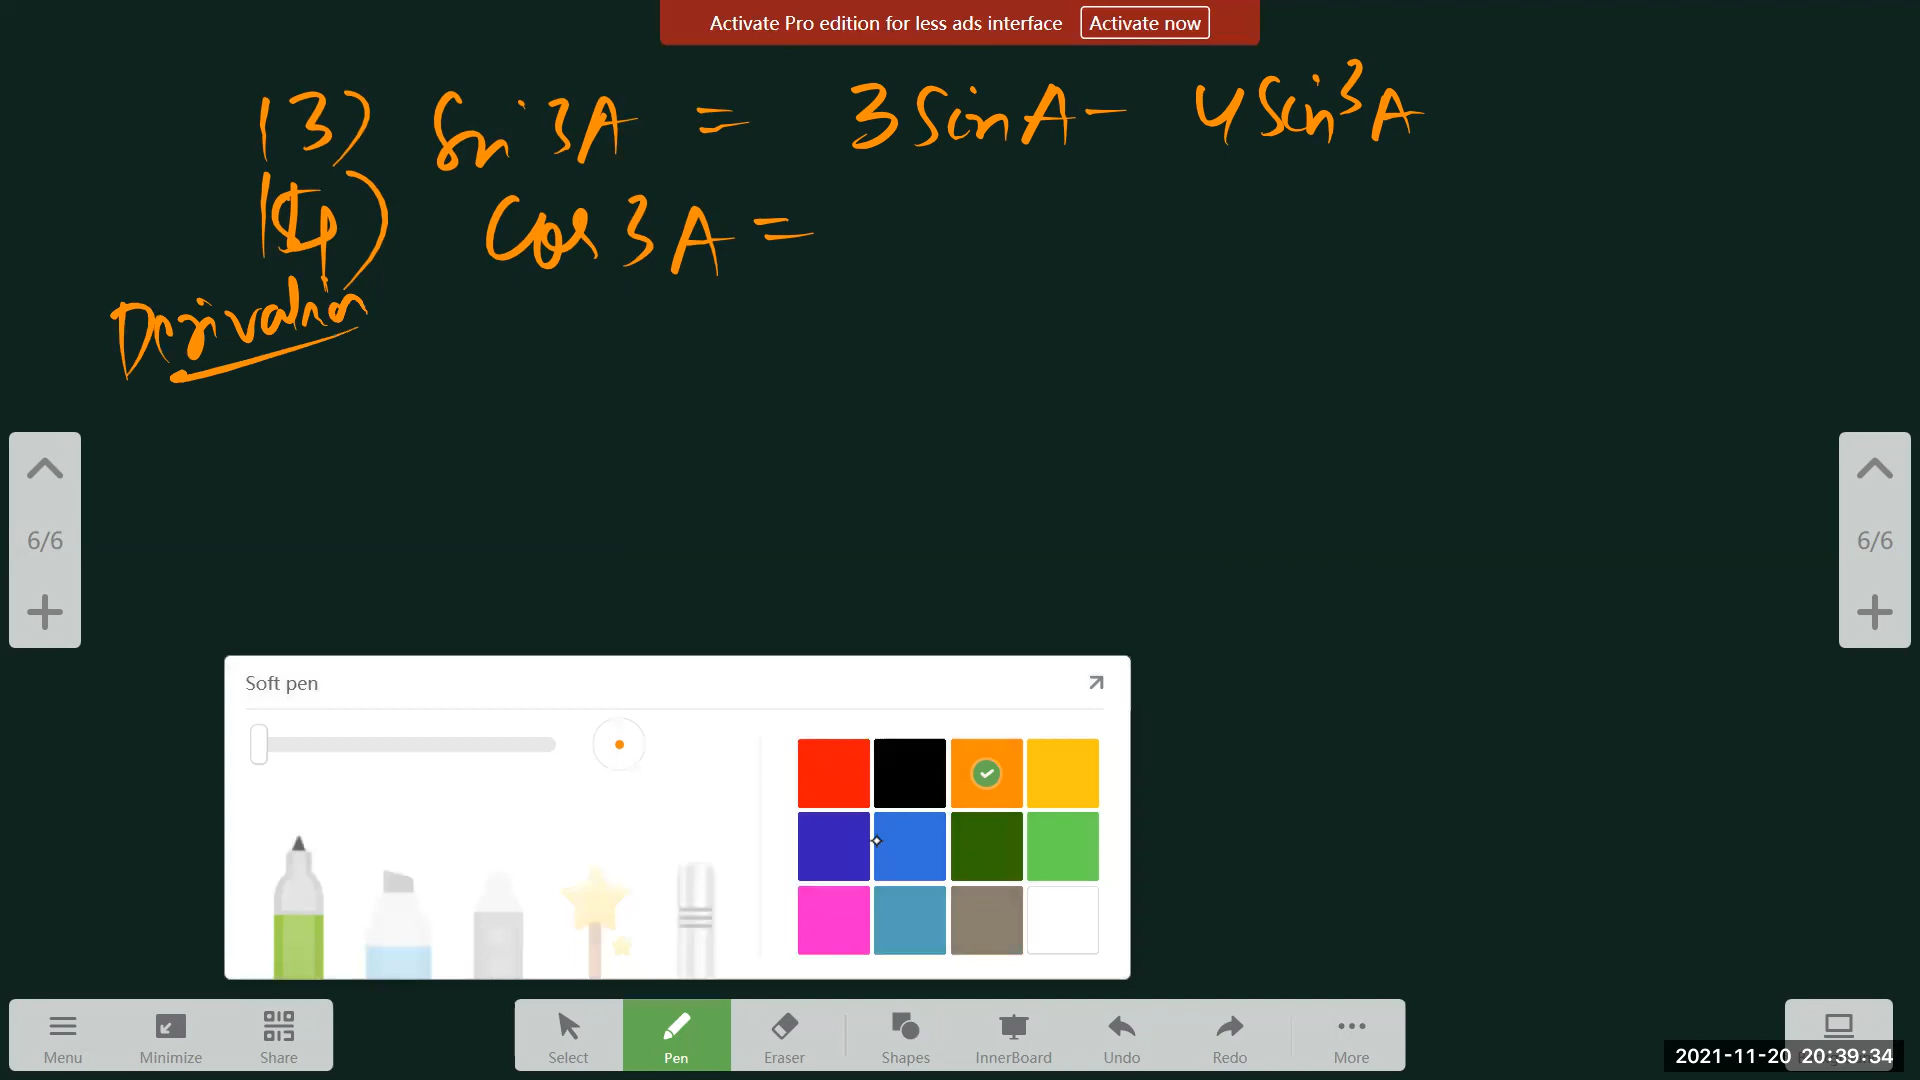 Activate Pro edition for less ads interface Activate now
13) Sin 3A = 3 Sin A - 4 Sin³A
14) Cos 3A =
Derivation
6/6
6/6
Soft pen
Menu
Minimize
Share
Select
Pen
Eraser
Shapes
InnerBoard
Undo
Redo
More
2021-11-20 20:39:34